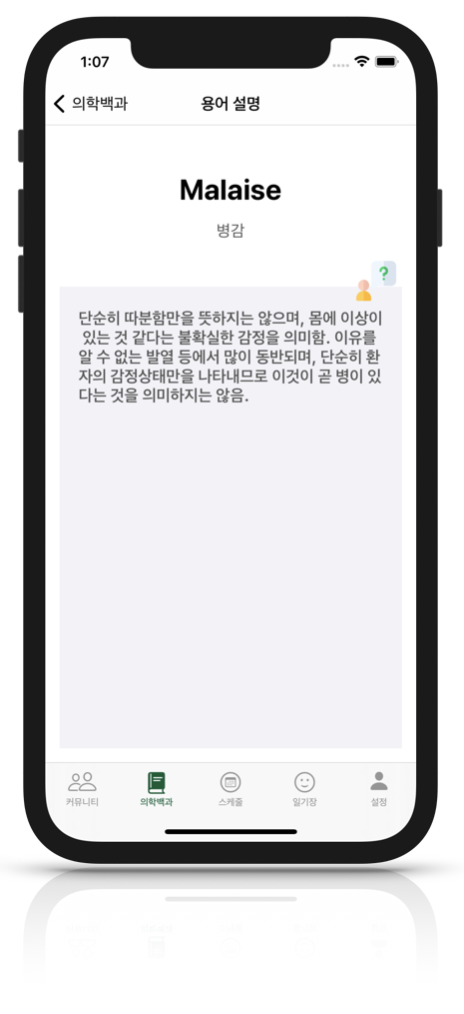 1:07
의학백과
용어 설명
Malaise
병감
?
단순히 따분함만을 뜻하지는 않으며, 몸에 이상이
있는 것 같다는 불확실한 감정을 의미함. 이유를
알 수 없는 발열 등에서 많이 동반되며, 단순히 환
자의 감정상태만을 나타내므로 이것이 곧 병이 있
다는 것을 의미하지는 않음.
커뮤니티
의학백과
스케줄
일기장
설정